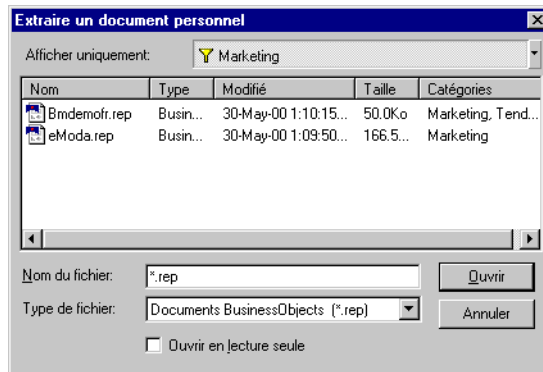 Extraire un document personnel
Afficher uniquement: Marketing
Nom Type Modifié Taille Catégories
Bmdemofr.rep Busin... 30-May-00 1:10:15... 50.0Ko Marketing, Tend...
eModa.rep Busin... 30-May-00 1:09:50... 166.5... Marketing
Nom du fichier: *.rep Ouvrir
Type de fichier: Documents BusinessObjects (*.rep) Annuler
Ouvrir en lecture seule